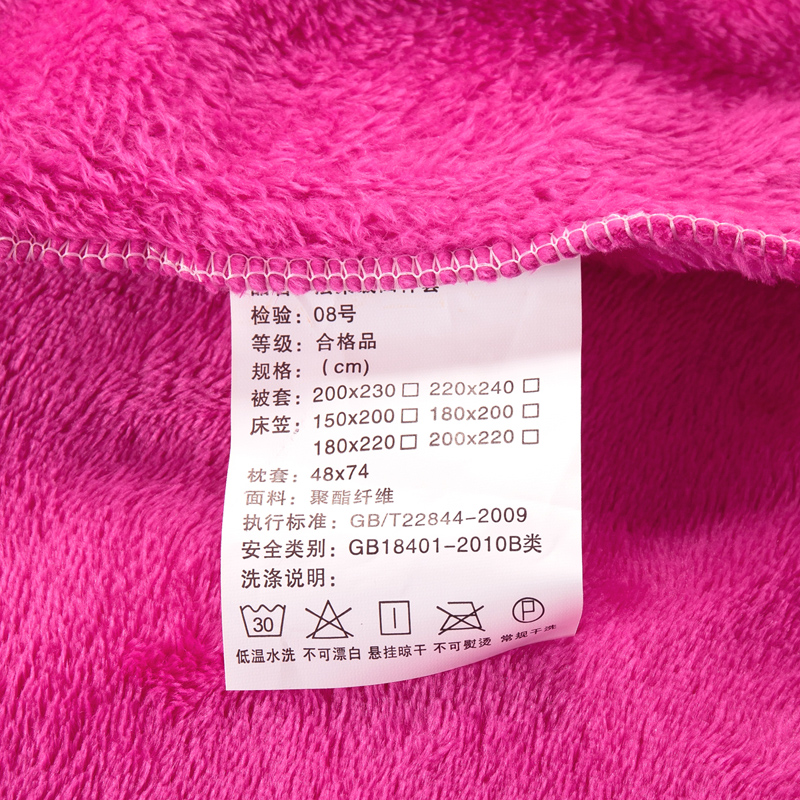 检验：08号
等级：合格品
规格：(cm)
被套：200x230□ 220x240□
床笠：150x200□ 180x200□
180x220□ 200x220□
枕套：48x74
面料：聚酯纤维
执行标准：GB/T22844-2009
安全类别：GB18401-2010B类
洗涤说明：
30 P
低温水洗 不可漂白 悬挂晾干 不可熨烫 常规干洗